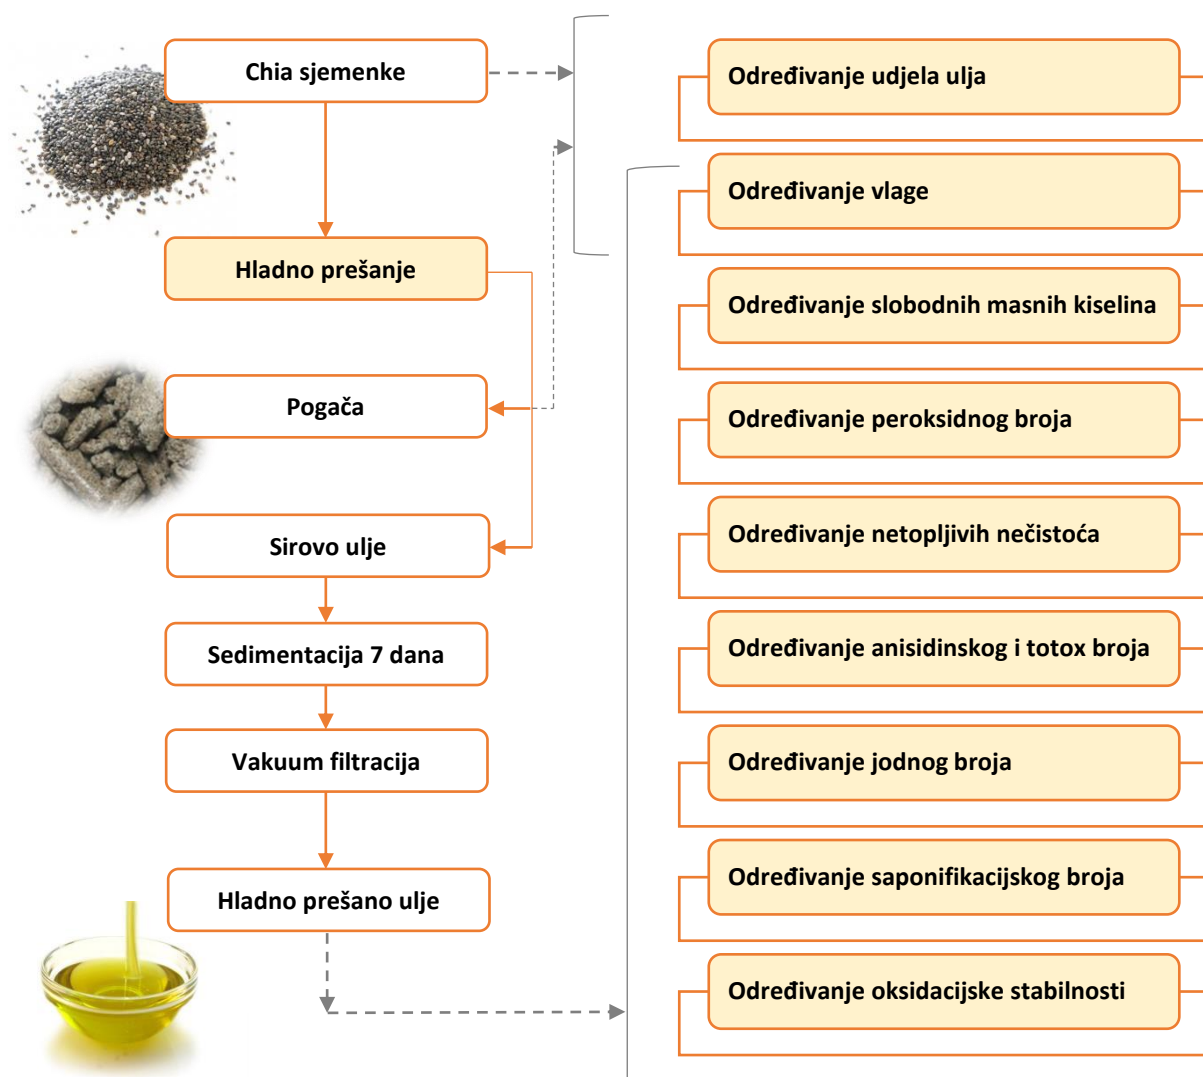 Chia sjemenke
Hladno prešanje
Pogača
Sirovo ulje
Sedimentacija 7 dana
Vakuum filtracija
Hladno prešano ulje
Određivanje udjela ulja
Određivanje vlage
Određivanje slobodnih masnih kiselina
Određivanje peroksidnog broja
Određivanje netopljivih nečistoća
Određivanje anisidinskog i totox broja
Određivanje jodnog broja
Određivanje saponifikacijskog broja
Određivanje oksidacijske stabilnosti